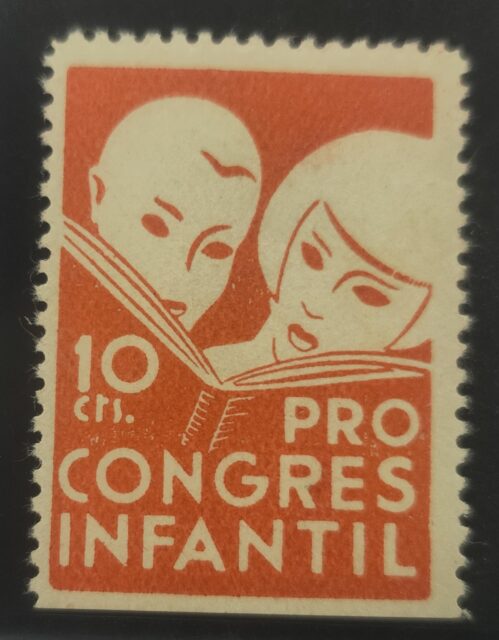 10
cts.
PRO
CONGRES
INFANTIL